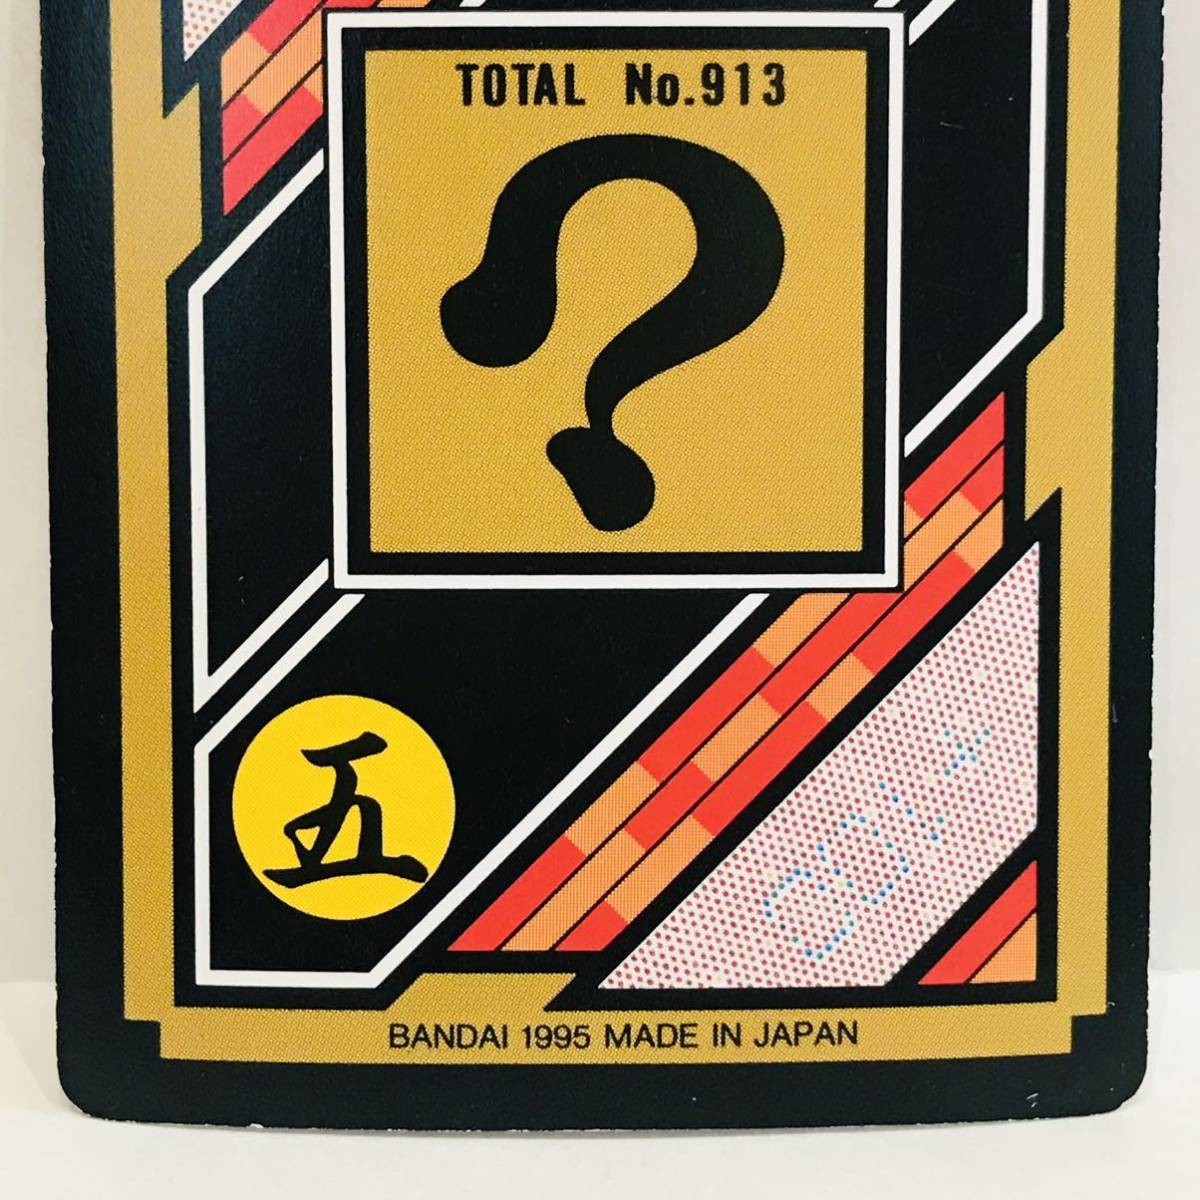 TOTAL No.913
?
五
BANDAI 1995 MADE IN JAPAN